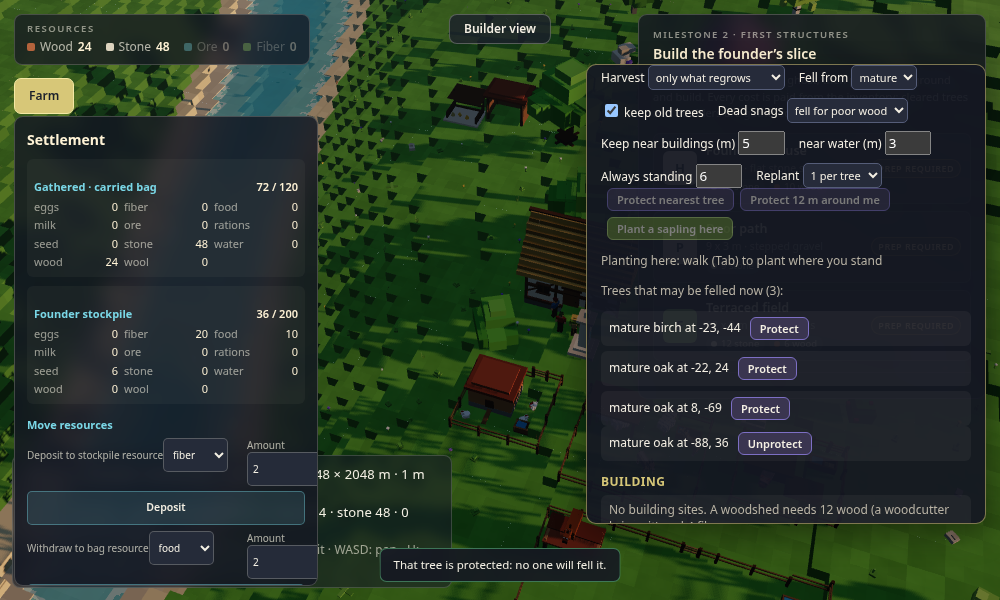 RESOURCES
Wood 24 Stone 48 Ore 0 Fiber 0
Builder view
MILESTONE 2 · FIRST STRUCTURES
Build the founder's slice
Farm
Settlement
Gathered · carried bag 72 / 120
eggs 0 fiber 0 food 0
milk 0 ore 0 rations 0
seed 0 stone 48 water 0
wood 24 wool 0
Founder stockpile 36 / 200
eggs 0 fiber 20 food 10
milk 0 ore 0 rations 0
seed 6 stone 0 water 0
wood 0 wool 0
Move resources
Deposit to stockpile resource fiber Amount 2
Deposit
Withdraw to bag resource food Amount 2
48 × 2048 m · 1 m
4 · stone 48 · 0
That tree is protected: no one will fell it.
Harvest only what regrows Fell from mature
keep old trees Dead snags fell for poor wood
Keep near buildings (m) 5 near water (m) 3
Always standing 6 Replant 1 per tree
Protect nearest tree Protect 12 m around me
Plant a sapling here
Planting here: walk (Tab) to plant where you stand
Trees that may be felled now (3):
mature birch at -23, -44 Protect
mature oak at -22, 24 Protect
mature oak at 8, -69 Protect
mature oak at -88, 36 Unprotect
BUILDING
No building sites. A woodshed needs 12 wood (a woodcutter